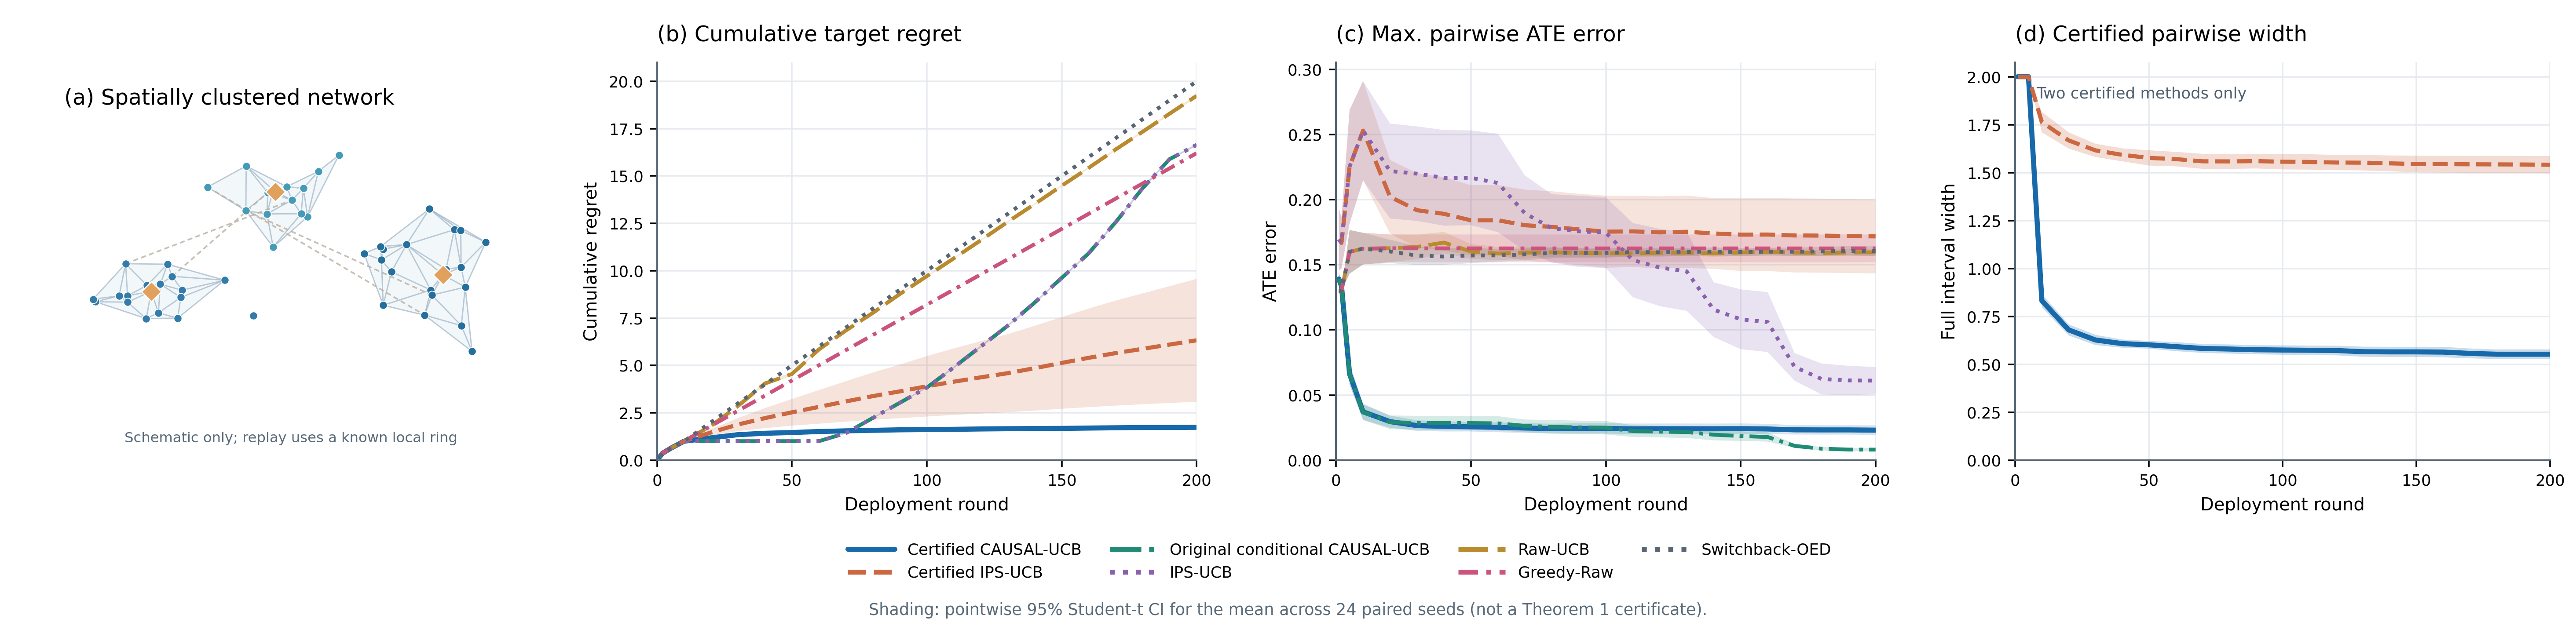 (a) Spatially clustered network
Schematic only; replay uses a known local ring
(b) Cumulative target regret
Cumulative regret
20.0
17.5
15.0
12.5
10.0
7.5
5.0
2.5
0.0
0 50 100 150 200
Deployment round
(c) Max. pairwise ATE error
ATE error
0.30
0.25
0.20
0.15
0.10
0.05
0.00
0 50 100 150 200
Deployment round
(d) Certified pairwise width
Two certified methods only
Full interval width
2.00
1.75
1.50
1.25
1.00
0.75
0.50
0.25
0.00
0 50 100 150 200
Deployment round
Certified CAUSAL-UCB Original conditional CAUSAL-UCB Raw-UCB Switchback-OED
Certified IPS-UCB IPS-UCB Greedy-Raw
Shading: pointwise 95% Student-t CI for the mean across 24 paired seeds (not a Theorem 1 certificate).